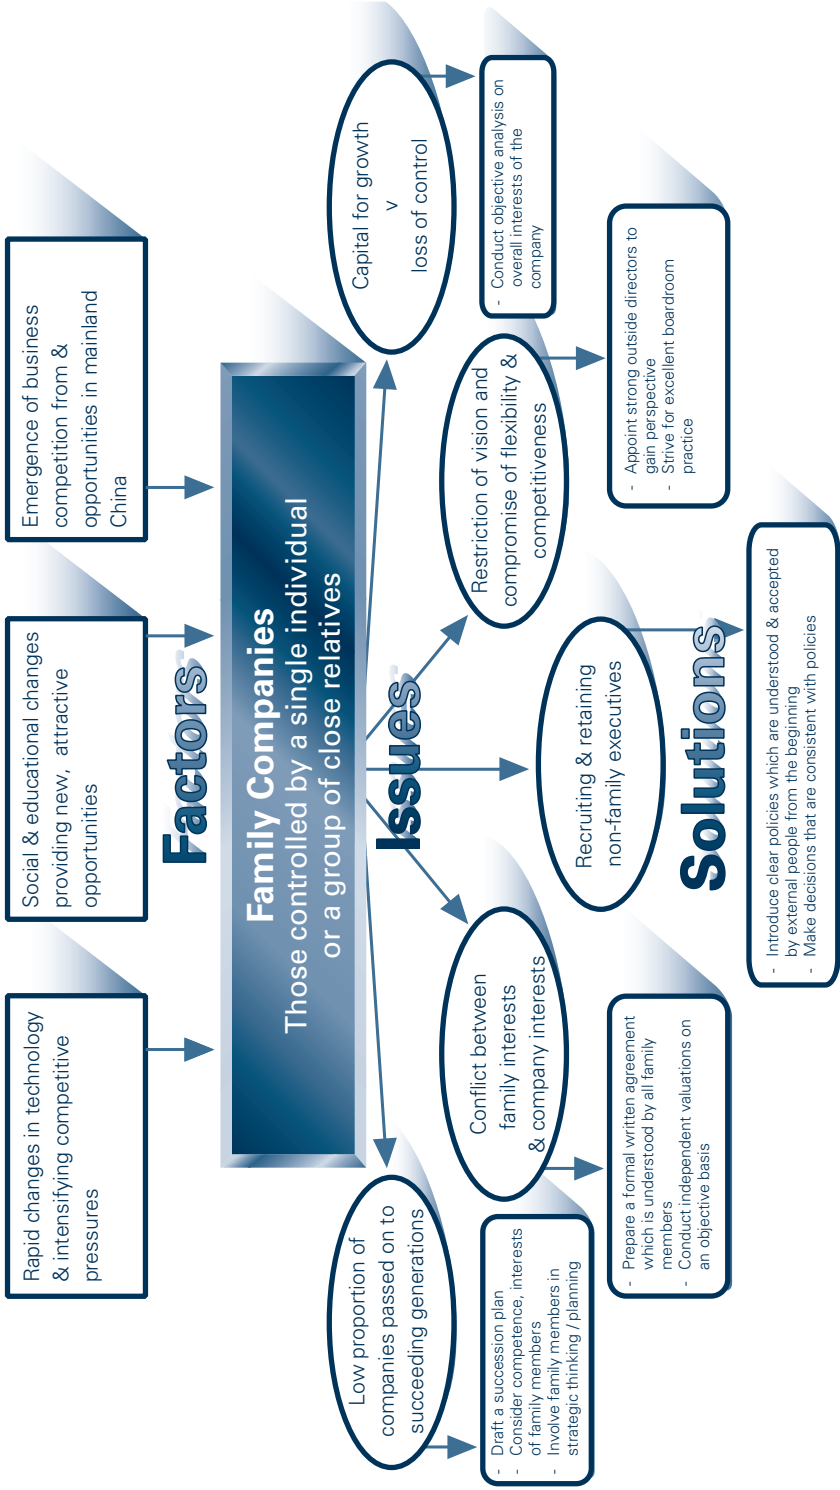 Rapid changes in technology
& intensifying competitive
pressures
Social & educational changes
providing new, attractive
opportunities
Emergence of business
competition from &
opportunities in mainland
China
Factors
Family Companies
Those controlled by a single individual
or a group of close relatives
Issues
Low proportion of
companies passed on to
succeeding generations
Conflict between
family interests
& company interests
Recruiting & retaining
non-family executives
Restriction of vision and
compromise of flexibility &
competitiveness
Capital for growth
v
loss of control
Solutions
- Draft a succession plan
- Consider competence, interests
of family members
- Involve family members in
strategic thinking / planning
- Prepare a formal written agreement
which is understood by all family
members
- Conduct independent valuations on
an objective basis
- Introduce clear policies which are understood & accepted
by external people from the beginning
- Make decisions that are consistent with policies
- Appoint strong outside directors to
gain perspective
- Strive for excellent boardroom
practice
- Conduct objective analysis on
overall interests of the
company